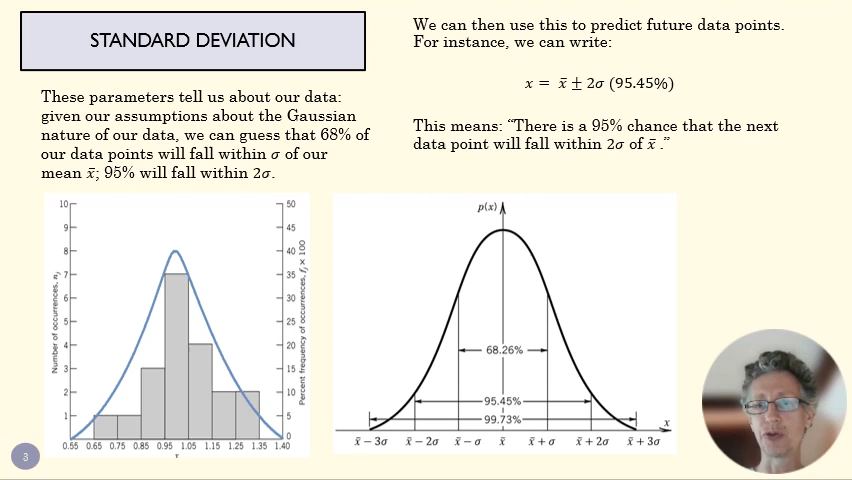 STANDARD DEVIATION
These parameters tell us about our data:
given our assumptions about the Gaussian
nature of our data, we can guess that 68% of
our data points will fall within σ of our
mean x̄; 95% will fall within 2σ.
We can then use this to predict future data points.
For instance, we can write:
x = x̄ ± 2σ (95.45%)
This means: “There is a 95% chance that the next
data point will fall within 2σ of x̄ .”
Number of occurrences, nⱼ
10
9
8
7
6
5
4
3
2
1
50
45
40
35
30
25
20
15
10
5
0
Percent frequency of occurrences, fⱼ × 100
0.55 0.65 0.75 0.85 0.95 1.05 1.15 1.25 1.35 1.40
p(x)
68.26%
95.45%
99.73%
x
x̄ − 3σ x̄ − 2σ x̄ − σ x̄ x̄ + σ x̄ + 2σ x̄ + 3σ
3